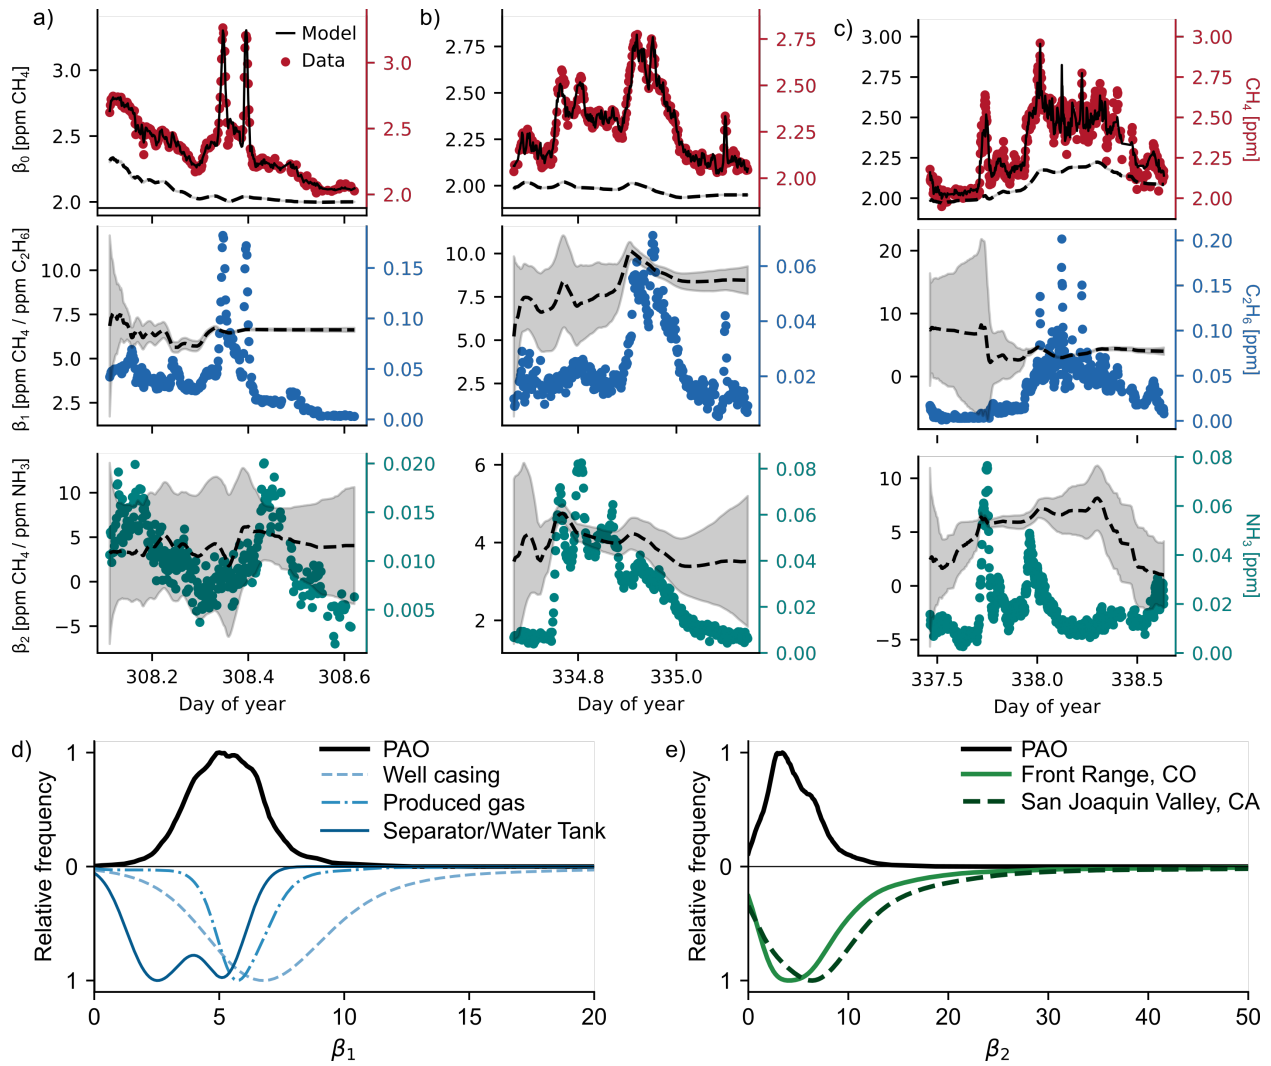 a)
b)
c)
Model
Data
β₀ [ppm CH₄]
3.0
2.5
2.0
3.0
2.5
2.0
2.75
2.50
2.25
2.00
2.75
2.50
2.25
2.00
3.00
2.75
2.50
2.25
2.00
3.00
2.75
2.50
2.25
2.00
CH₄ [ppm]
β₁ [ppm CH₄ / ppm C₂H₆]
10.0
7.5
5.0
2.5
0.15
0.10
0.05
0.00
10.0
7.5
5.0
2.5
0.06
0.04
0.02
20
10
0
0.20
0.15
0.10
0.05
0.00
C₂H₆ [ppm]
337.5 338.0 338.5
β₂ [ppm CH₄/ ppm NH₃]
10
5
0
−5
0.020
0.015
0.010
0.005
6
4
2
0.08
0.06
0.04
0.02
0.00
10
5
0
−5
0.08
0.06
0.04
0.02
0.00
NH₃ [ppm]
308.2 308.4 308.6
Day of year
334.8 335.0
Day of year
337.5 338.0 338.5
Day of year
d)
Relative frequency
Relative frequency
1
0
1
PAO
Well casing
Produced gas
Separator/Water Tank
0 5 10 15 20
β₁
e)
Relative frequency
Relative frequency
1
0
1
PAO
Front Range, CO
San Joaquin Valley, CA
0 10 20 30 40 50
β₂